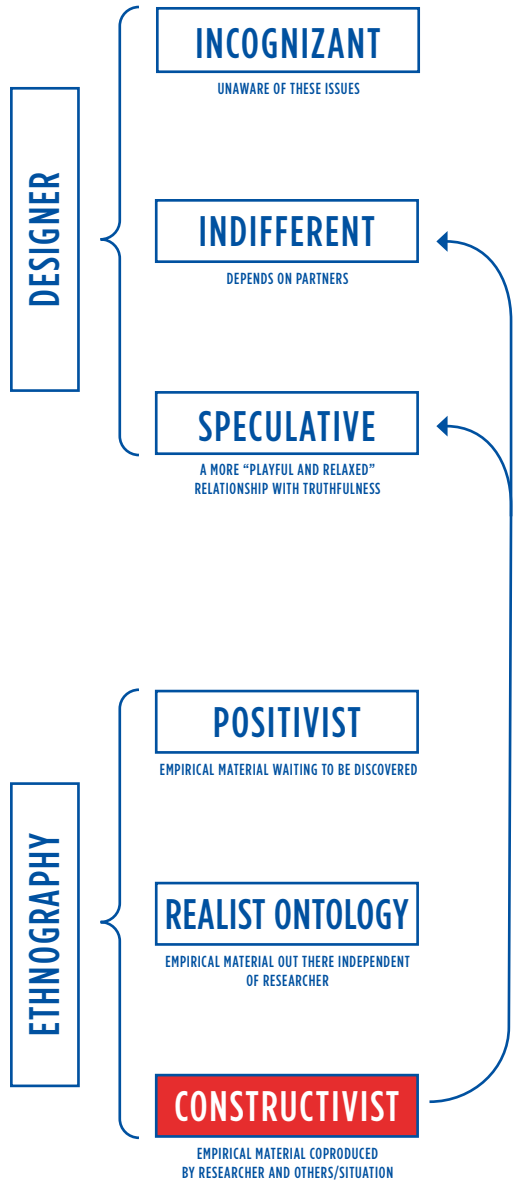 DESIGNER
INCOGNIZANT
UNAWARE OF THESE ISSUES
INDIFFERENT
DEPENDS ON PARTNERS
SPECULATIVE
A MORE “PLAYFUL AND RELAXED”
RELATIONSHIP WITH TRUTHFULNESS
ETHNOGRAPHY
POSITIVIST
EMPIRICAL MATERIAL WAITING TO BE DISCOVERED
REALIST ONTOLOGY
EMPIRICAL MATERIAL OUT THERE INDEPENDENT
OF RESEARCHER
CONSTRUCTIVIST
EMPIRICAL MATERIAL COPRODUCED
BY RESEARCHER AND OTHERS/SITUATION